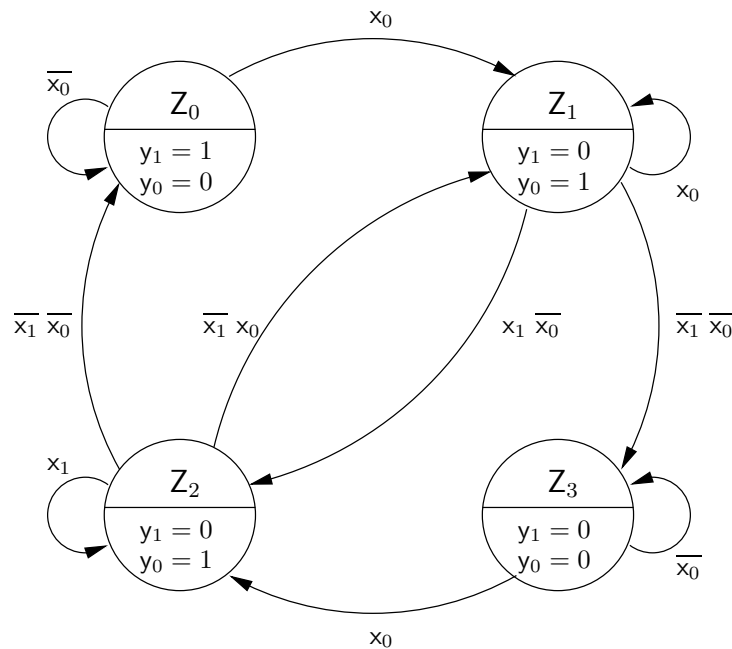 x₀
x̅₀
Z₀
y₁ = 1
y₀ = 0
Z₁
y₁ = 0
y₀ = 1
x₀
x̅₁ x̅₀
x̅₁ x₀
x₁ x̅₀
x̅₁ x̅₀
x₁
Z₂
y₁ = 0
y₀ = 1
Z₃
y₁ = 0
y₀ = 0
x̅₀
x₀